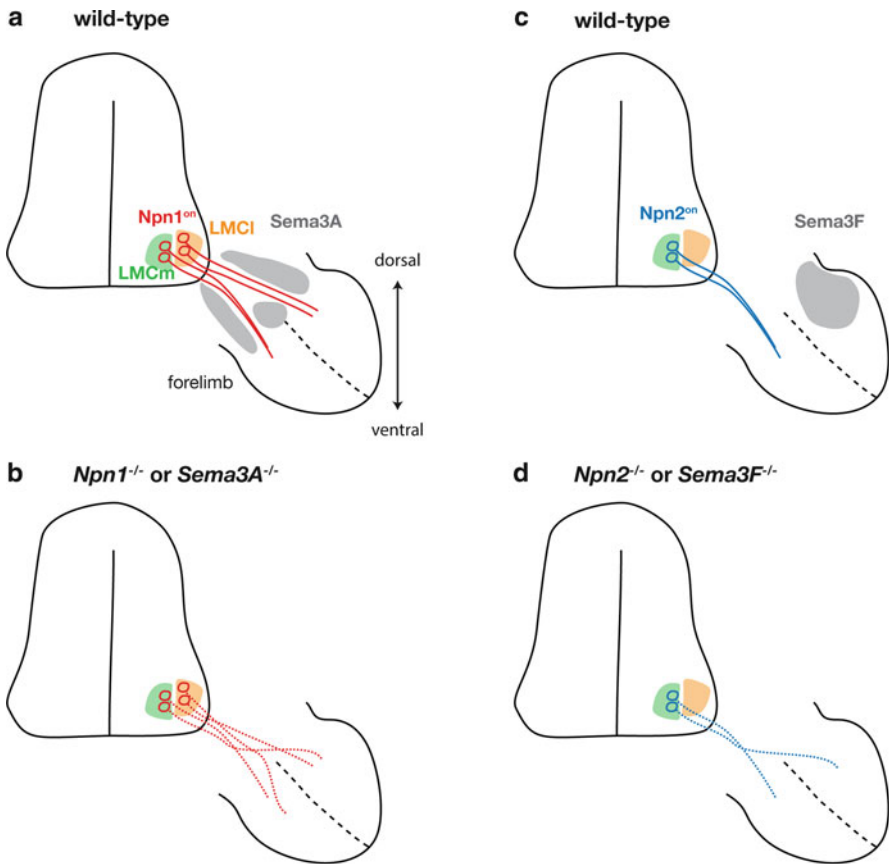 a wild-type
Npn1on
LMCl
Sema3A
LMCm
dorsal
forelimb
ventral
c wild-type
Npn2on
Sema3F
b Npn1-/- or Sema3A-/-
d Npn2-/- or Sema3F-/-